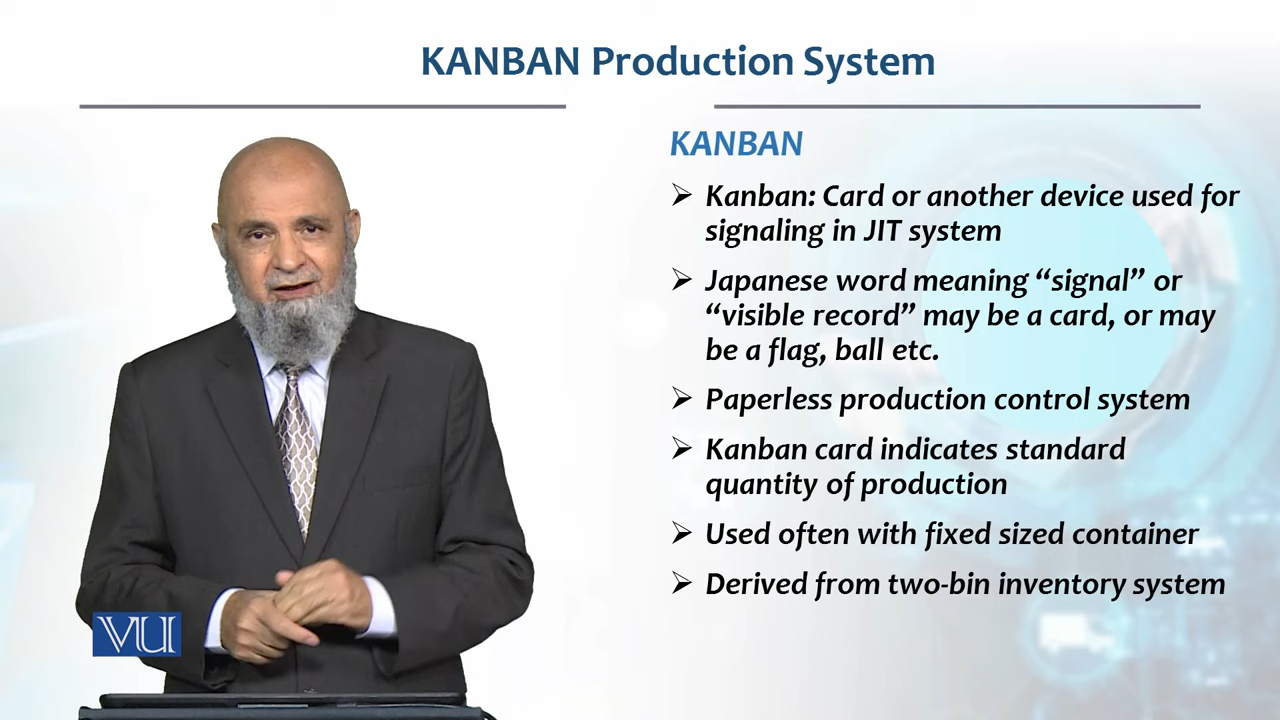 KANBAN Production System
KANBAN
➢ Kanban: Card or another device used for
signaling in JIT system
➢ Japanese word meaning “signal” or
“visible record” may be a card, or may
be a flag, ball etc.
➢ Paperless production control system
➢ Kanban card indicates standard
quantity of production
➢ Used often with fixed sized container
➢ Derived from two-bin inventory system
VU